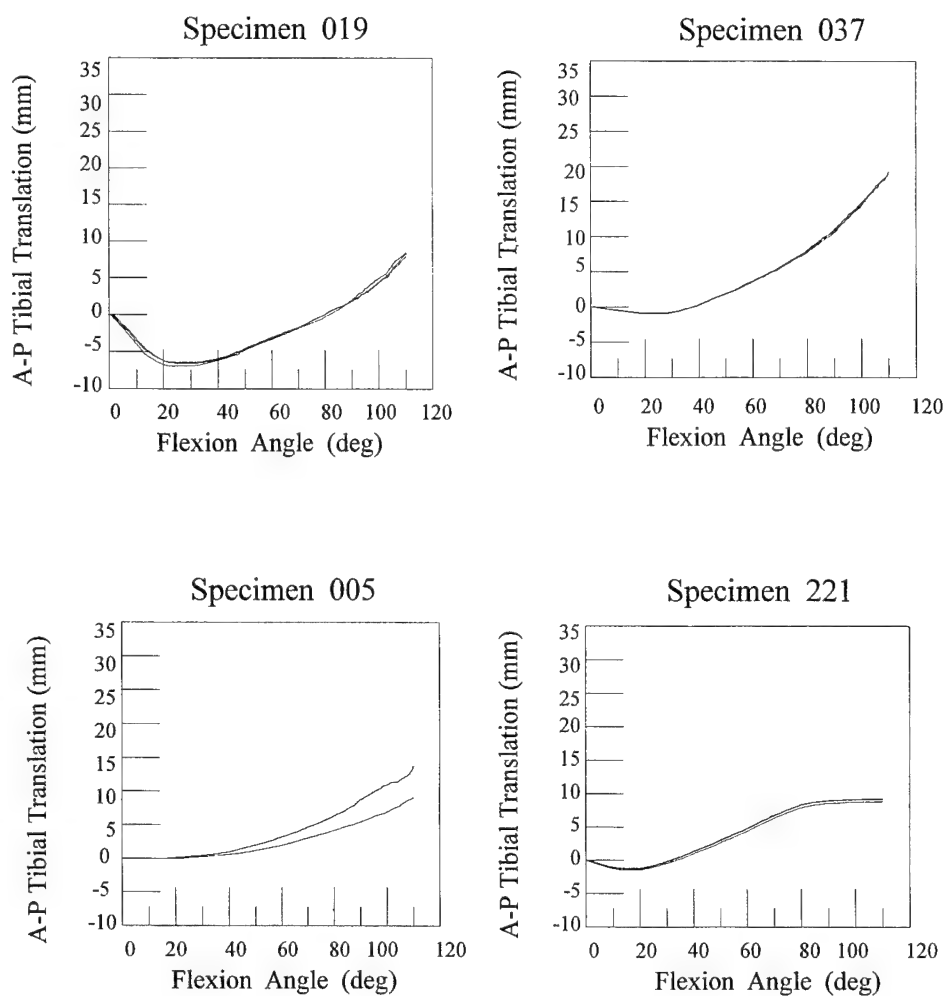 Specimen 019
A-P Tibial Translation (mm)
35
30
25
20
15
10
5
0
-5
-10
0 20 40 60 80 100 120
Flexion Angle (deg)
Specimen 037
A-P Tibial Translation (mm)
35
30
25
20
15
10
5
0
-5
-10
0 20 40 60 80 100 120
Flexion Angle (deg)
Specimen 005
A-P Tibial Translation (mm)
35
30
25
20
15
10
5
0
-5
-10
0 20 40 60 80 100 120
Flexion Angle (deg)
Specimen 221
A-P Tibial Translation (mm)
35
30
25
20
15
10
5
0
-5
-10
0 20 40 60 80 100 120
Flexion Angle (deg)